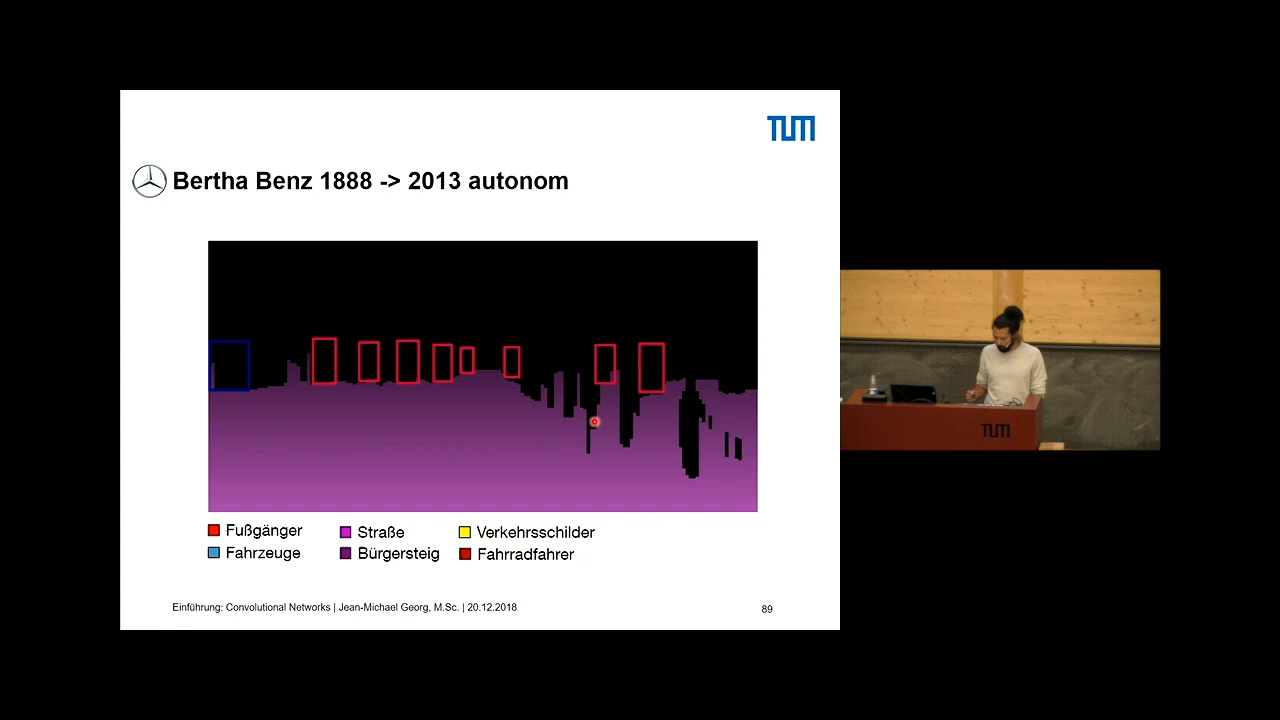 TUM
Bertha Benz 1888 -> 2013 autonom
Fußgänger
Straße
Verkehrsschilder
Fahrzeuge
Bürgersteig
Fahrradfahrer
Einführung: Convolutional Networks | Jean-Michael Georg, M.Sc. | 20.12.2018
89
TUM